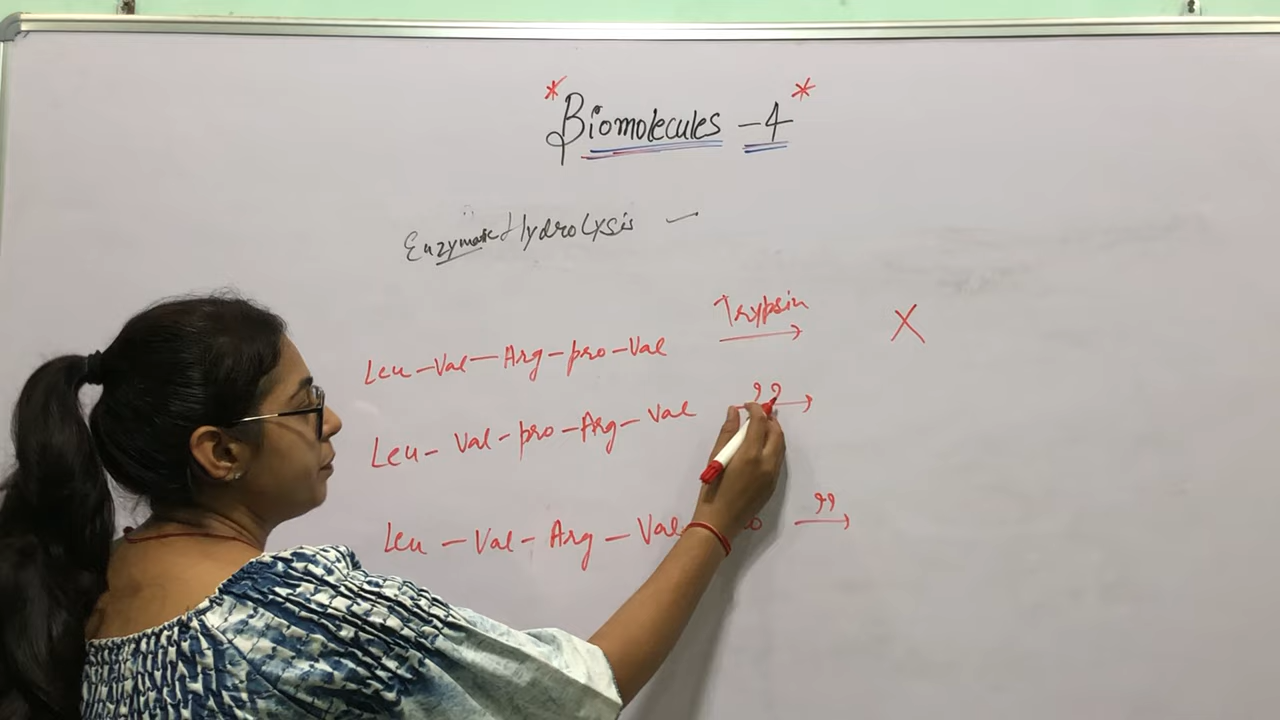 * Biomolecules - 4 *
Enzymatic Hydrolysis -
Leu - Val - Arg - pro - Val Trypsin → X
Leu - Val - pro - Arg - Val ,, →
Leu - Val - Arg - Val ,, →